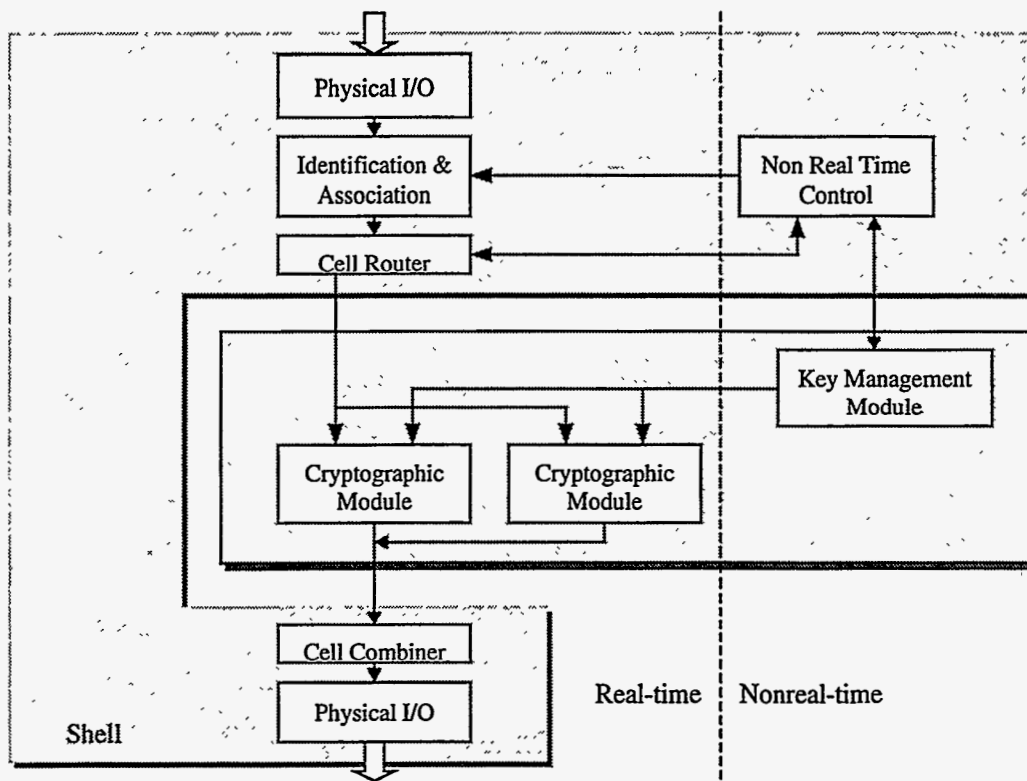 Physical I/O
Identification &
Association
Non Real Time
Control
Cell Router
Key Management
Module
Cryptographic
Module
Cryptographic
Module
Cell Combiner
Physical I/O
Real-time
Nonreal-time
Shell